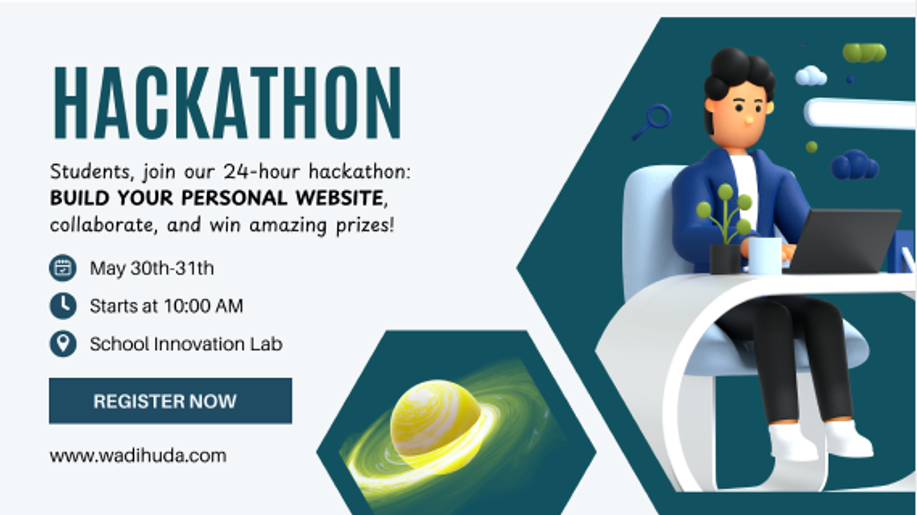 HACKATHON
Students, join our 24-hour hackathon:
BUILD YOUR PERSONAL WEBSITE,
collaborate, and win amazing prizes!
May 30th-31th
Starts at 10:00 AM
School Innovation Lab
REGISTER NOW
www.wadihuda.com